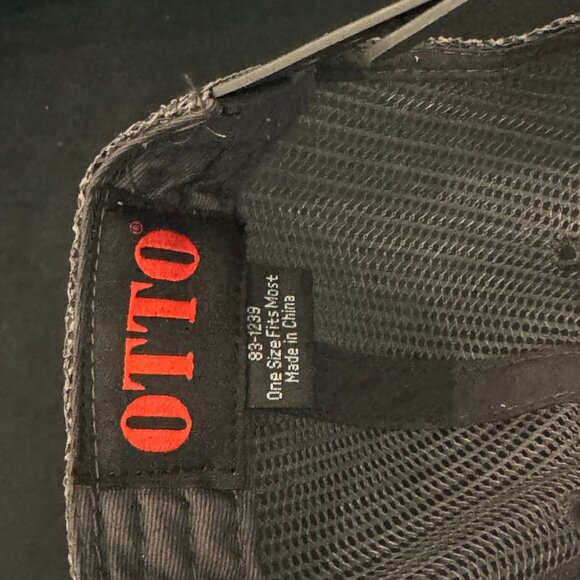 OTTO®
83-1239
One Size Fits Most
Made in China